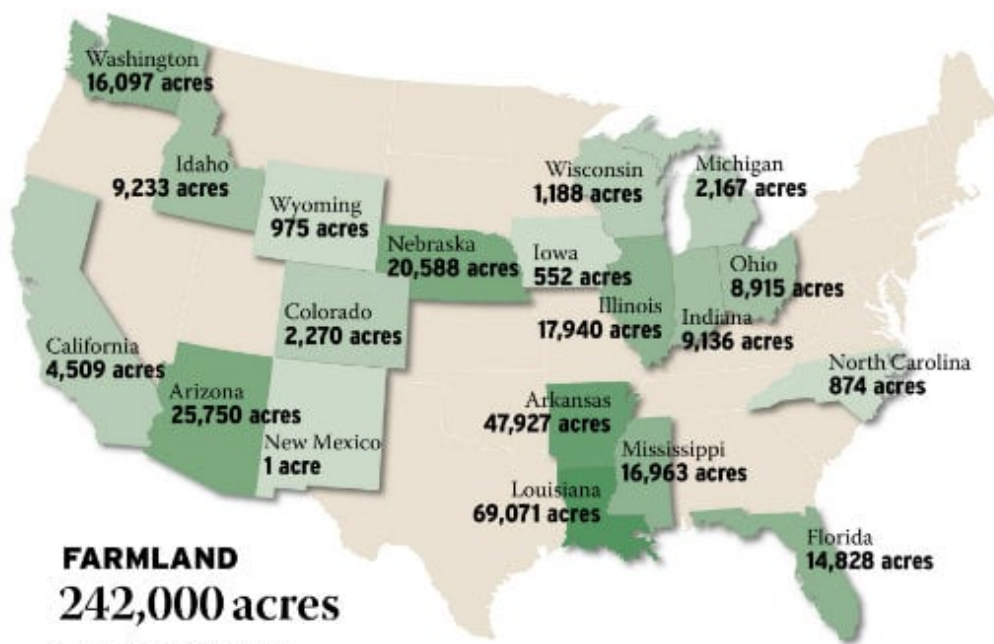 Washington
16,097 acres
Idaho
9,233 acres
Wyoming
975 acres
Nebraska
20,588 acres
Wisconsin
1,188 acres
Michigan
2,167 acres
Iowa
552 acres
Illinois
17,940 acres
Indiana
9,136 acres
Ohio
8,915 acres
Colorado
2,270 acres
California
4,509 acres
Arizona
25,750 acres
New Mexico
1 acre
Arkansas
47,927 acres
Mississippi
16,963 acres
Louisiana
69,071 acres
North Carolina
874 acres
Florida
14,828 acres
FARMLAND
242,000 acres